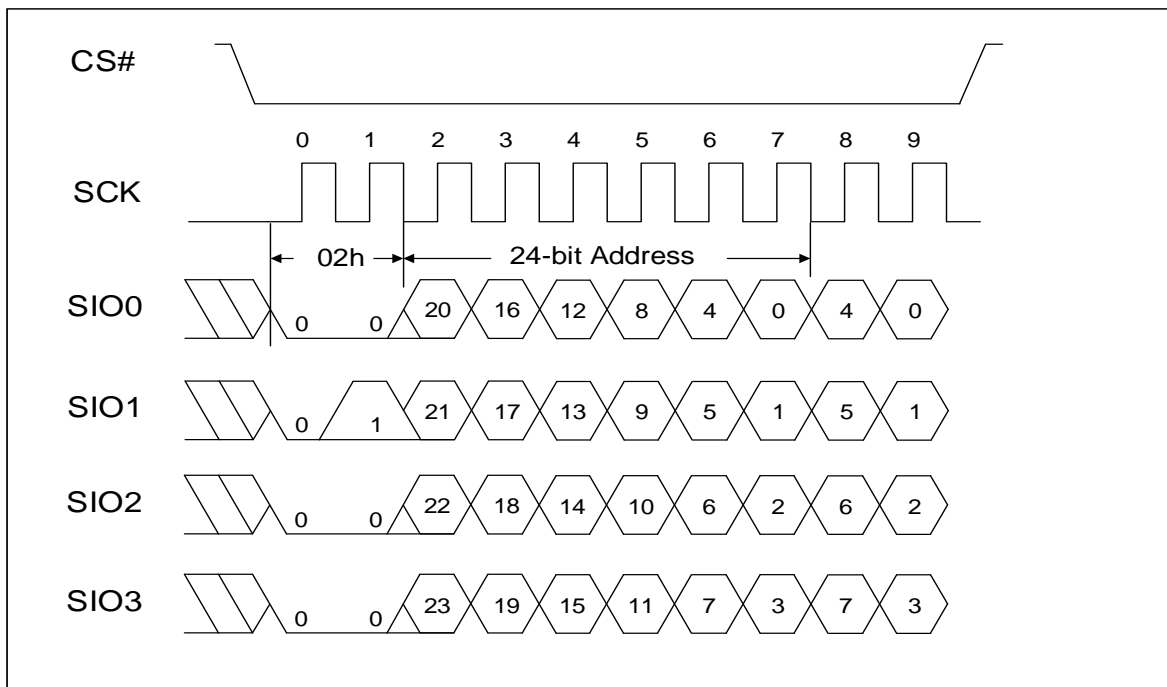 CS#
0 1 2 3 4 5 6 7 8 9
SCK
02h 24-bit Address
SIO0 0 0 20 16 12 8 4 0 4 0
SIO1 0 1 21 17 13 9 5 1 5 1
SIO2 0 0 22 18 14 10 6 2 6 2
SIO3 0 0 23 19 15 11 7 3 7 3